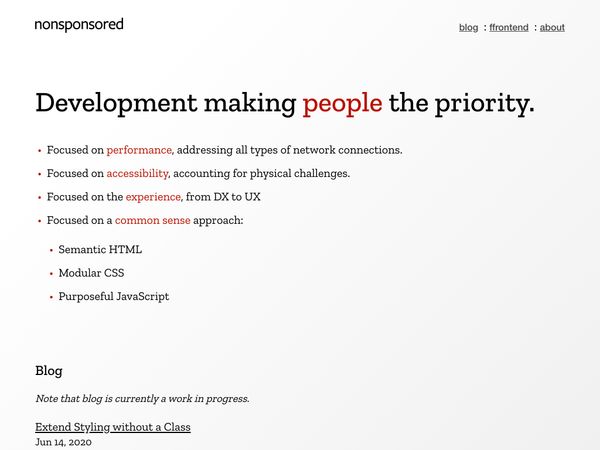 nonsponsored
blog : ffrontend : about
Development making people the priority.
• Focused on performance, addressing all types of network connections.
• Focused on accessibility, accounting for physical challenges.
• Focused on the experience, from DX to UX
• Focused on a common sense approach:
• Semantic HTML
• Modular CSS
• Purposeful JavaScript
Blog
Note that blog is currently a work in progress.
Extend Styling without a Class
Jun 14, 2020